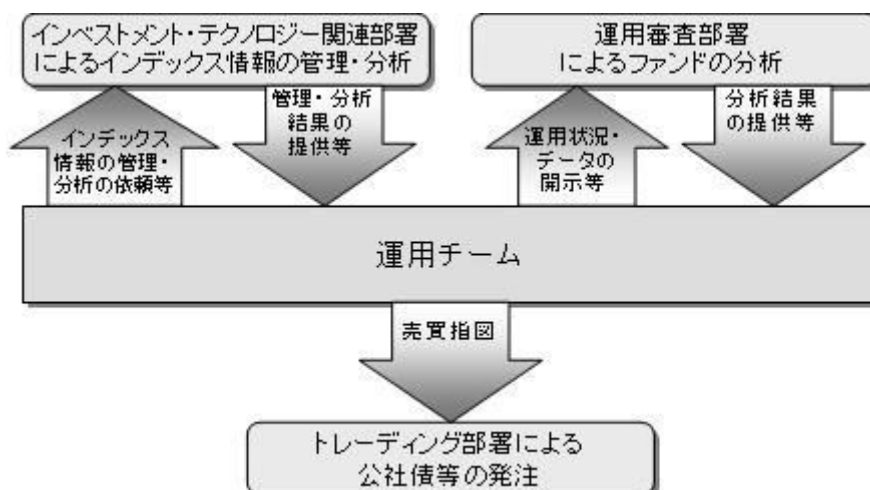 インベストメント・テクノロジー関連部署
によるインデックス情報の管理・分析
運用審査部署
によるファンドの分析
インデックス
情報の管理・
分析の依頼等
管理・分析
結果の
提供等
運用状況・
データの
開示等
分析結果
の提供等
運用チーム
売買指図
トレーディング部署による
公社債等の発注